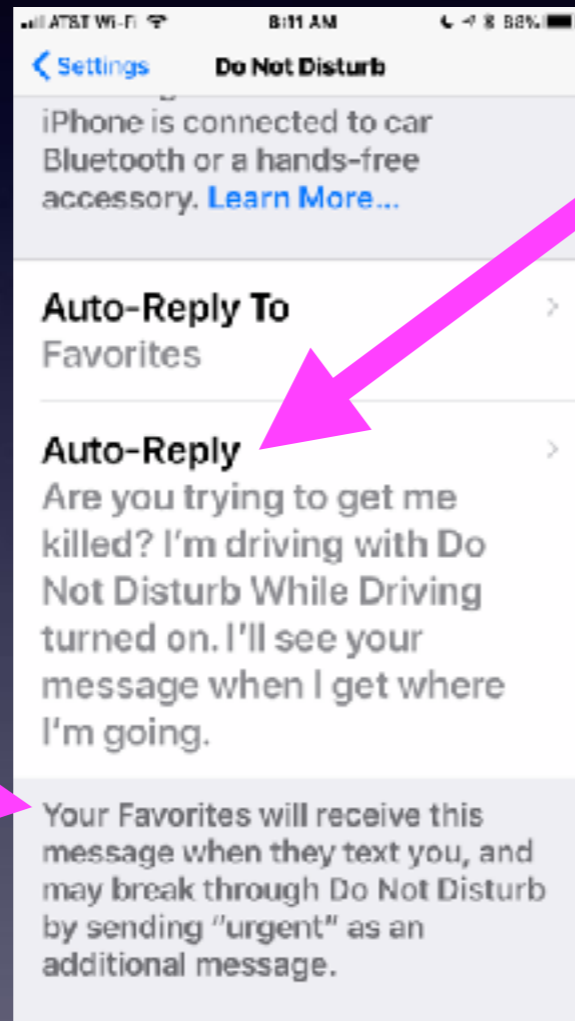 AT&T Wi-Fi 8:11 AM 88%
Settings Do Not Disturb
iPhone is connected to car
Bluetooth or a hands-free
accessory. Learn More...
Auto-Reply To
Favorites
Auto-Reply
Are you trying to get me
killed? I'm driving with Do
Not Disturb While Driving
turned on. I'll see your
message when I get where
I'm going.
Your Favorites will receive this
message when they text you, and
may break through Do Not Disturb
by sending "urgent" as an
additional message.